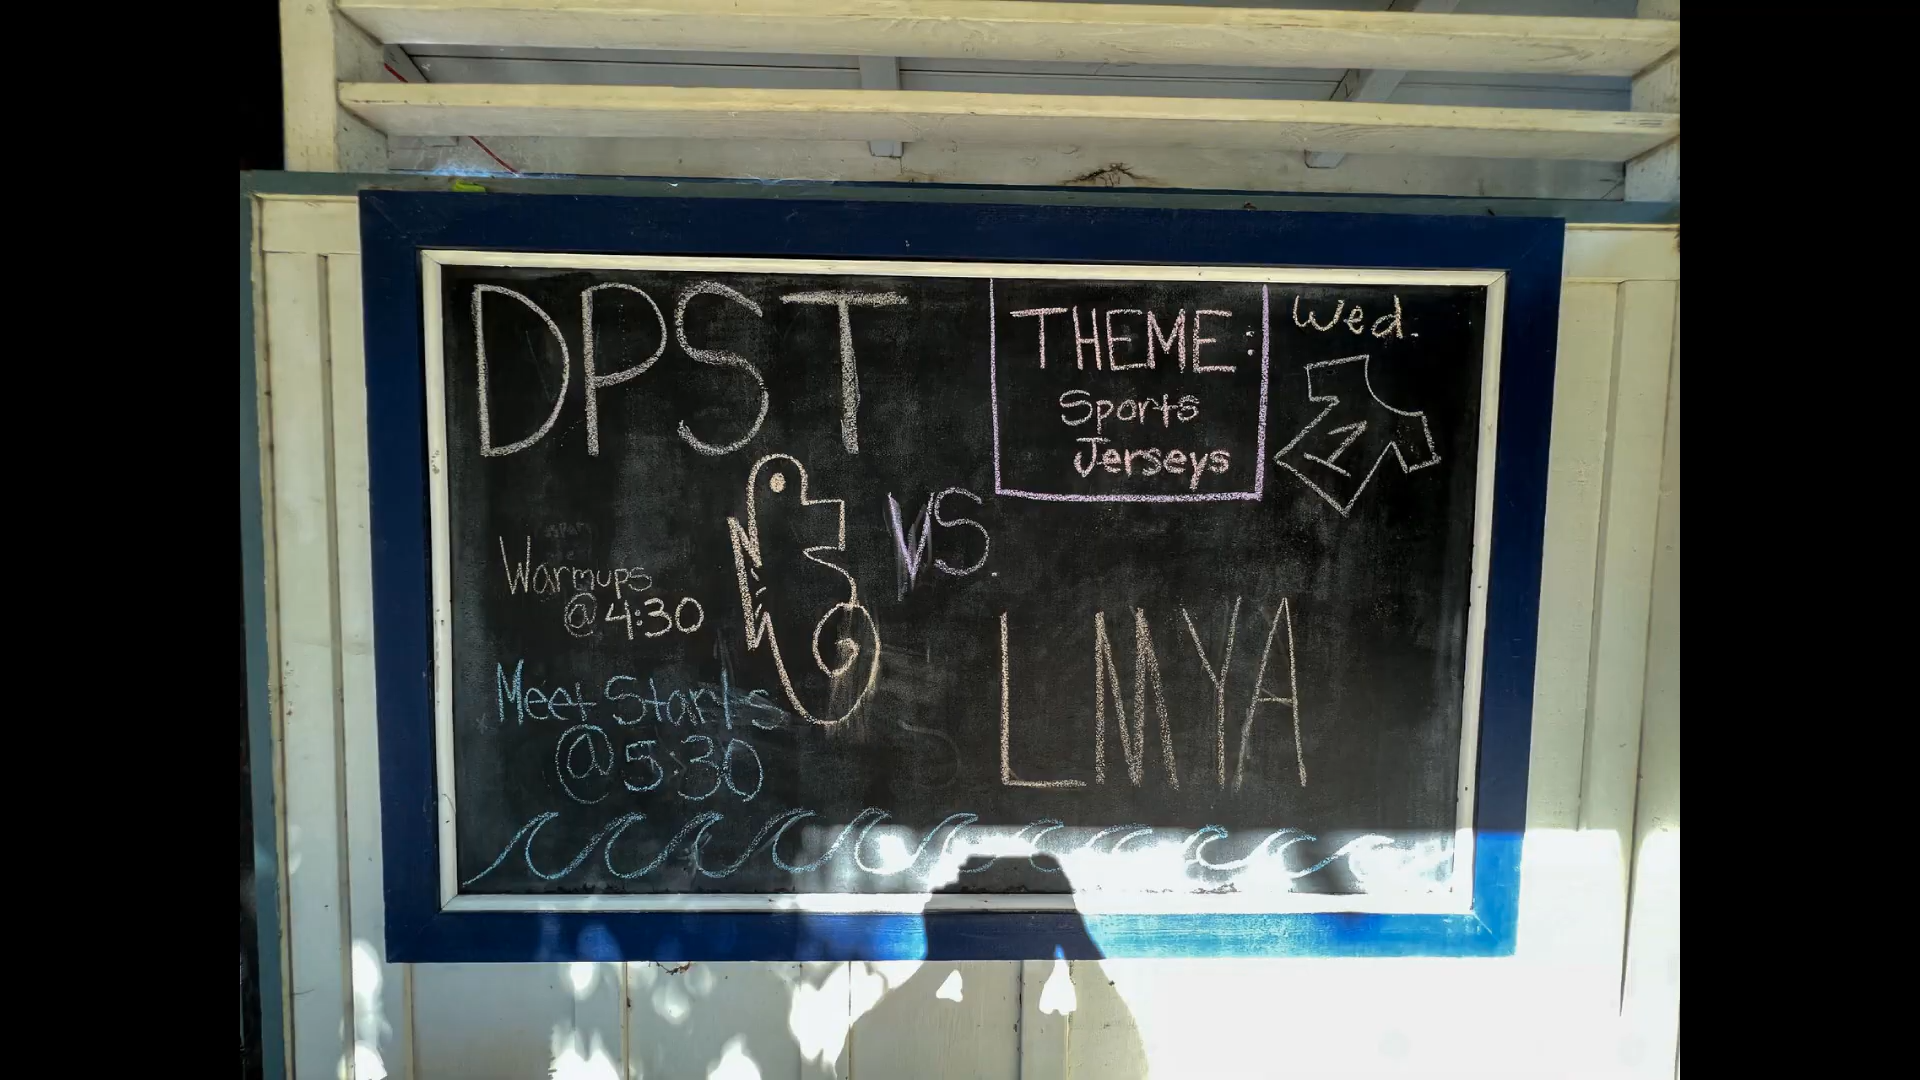 DPST
vs.
LMYA
THEME:
Sports
Jerseys
Wed.
1
Warmups
@ 4:30
Meet Starts
@ 5:30